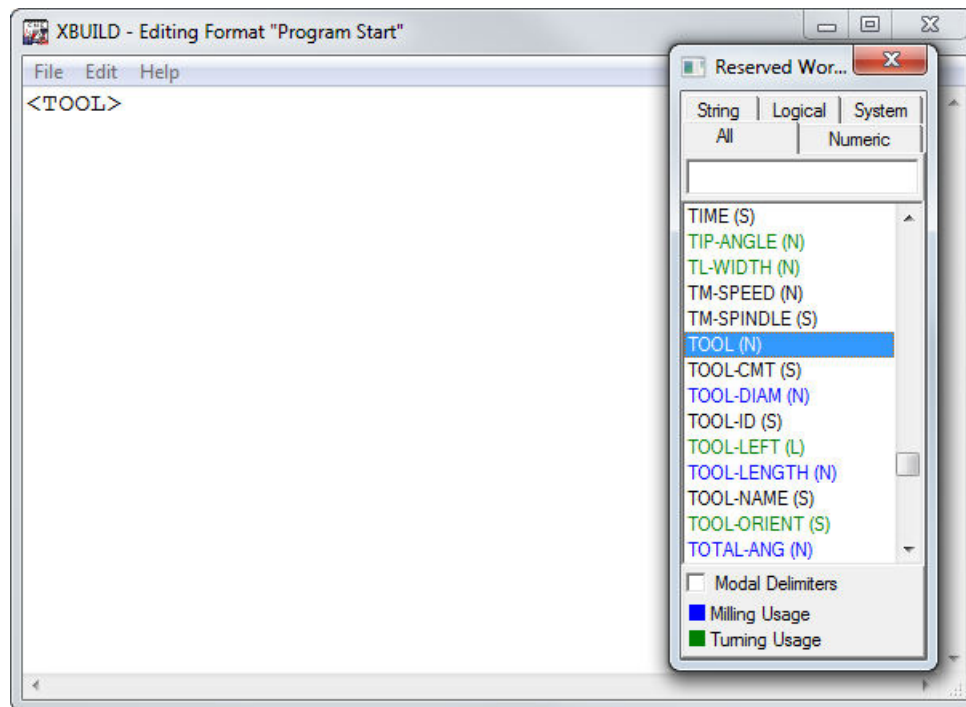 XBUILD - Editing Format "Program Start"
File Edit Help
<TOOL>
Reserved Wor...
String Logical System
All Numeric
TIME (S)
TIP-ANGLE (N)
TL-WIDTH (N)
TM-SPEED (N)
TM-SPINDLE (S)
TOOL (N)
TOOL-CMT (S)
TOOL-DIAM (N)
TOOL-ID (S)
TOOL-LEFT (L)
TOOL-LENGTH (N)
TOOL-NAME (S)
TOOL-ORIENT (S)
TOTAL-ANG (N)
Modal Delimiters
Milling Usage
Turning Usage